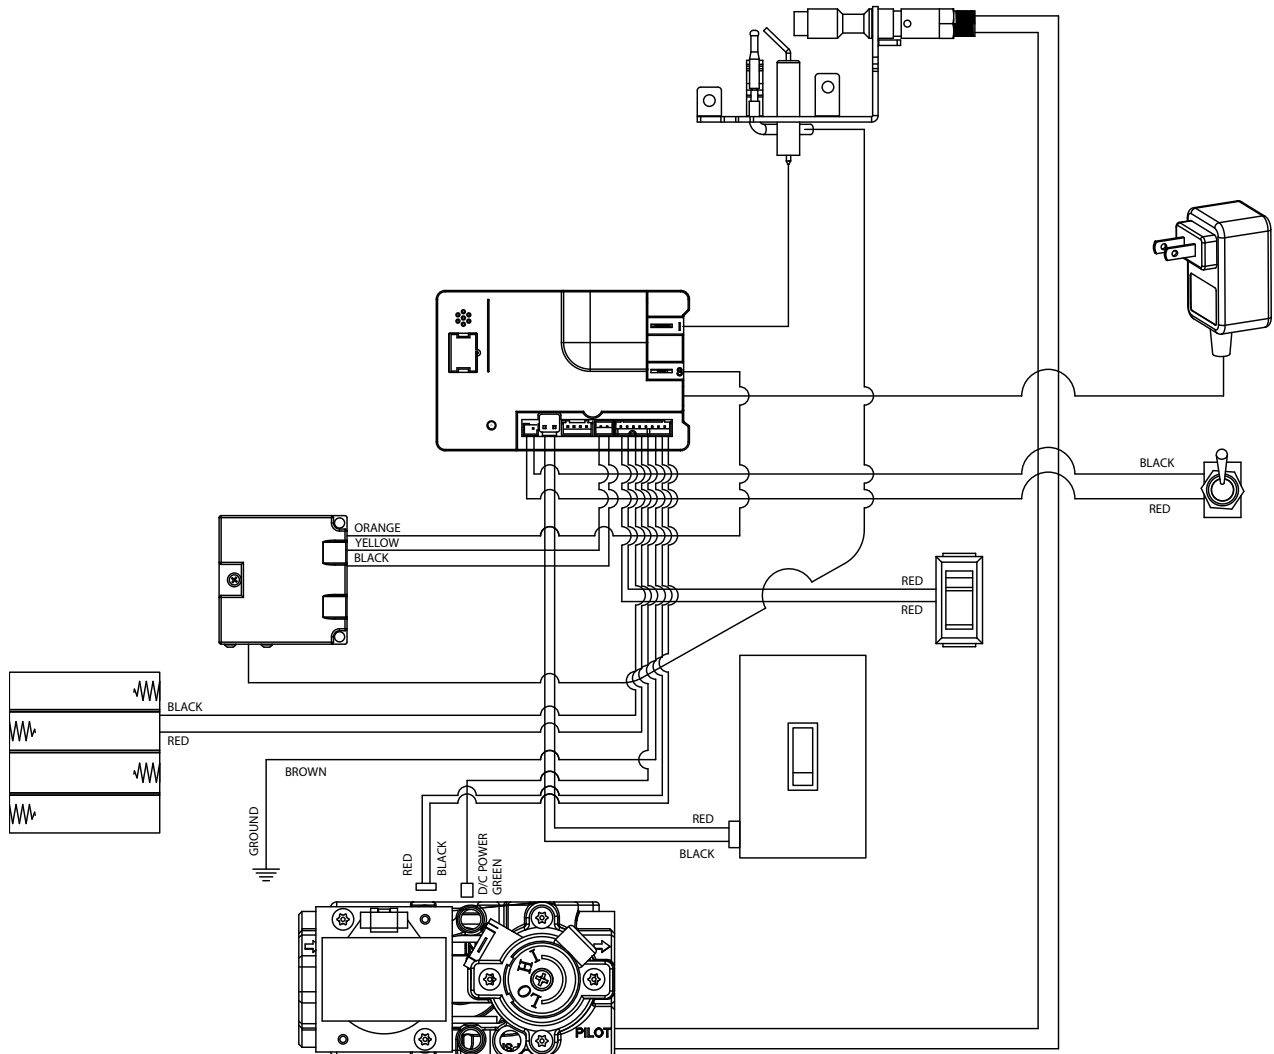 I
S
BLACK
RED
ORANGE
YELLOW
BLACK
RED
RED
BLACK
RED
BROWN
GROUND
RED
BLACK
D/C POWER
GREEN
RED
BLACK
HI
LO
PILOT